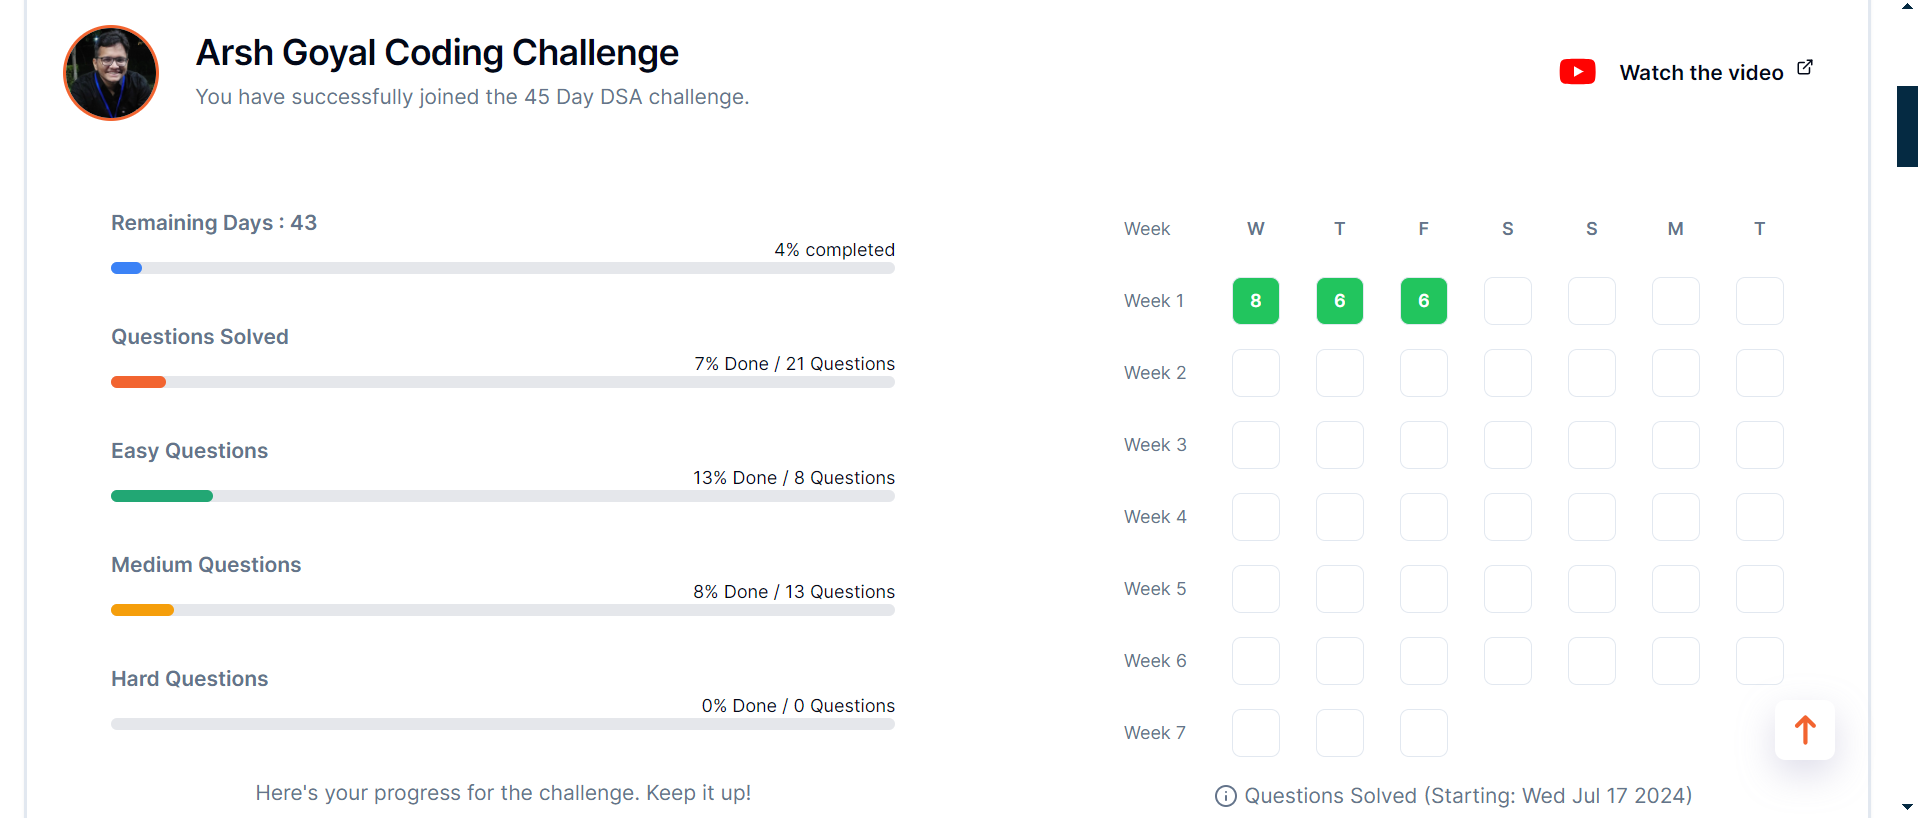 Arsh Goyal Coding Challenge
You have successfully joined the 45 Day DSA challenge.
Watch the video
Remaining Days : 43
4% completed
Questions Solved
7% Done / 21 Questions
Easy Questions
13% Done / 8 Questions
Medium Questions
8% Done / 13 Questions
Hard Questions
0% Done / 0 Questions
Here's your progress for the challenge. Keep it up!
Week W T F S S M T
Week 1 8 6 6
Week 2
Week 3
Week 4
Week 5
Week 6
Week 7
Questions Solved (Starting: Wed Jul 17 2024)